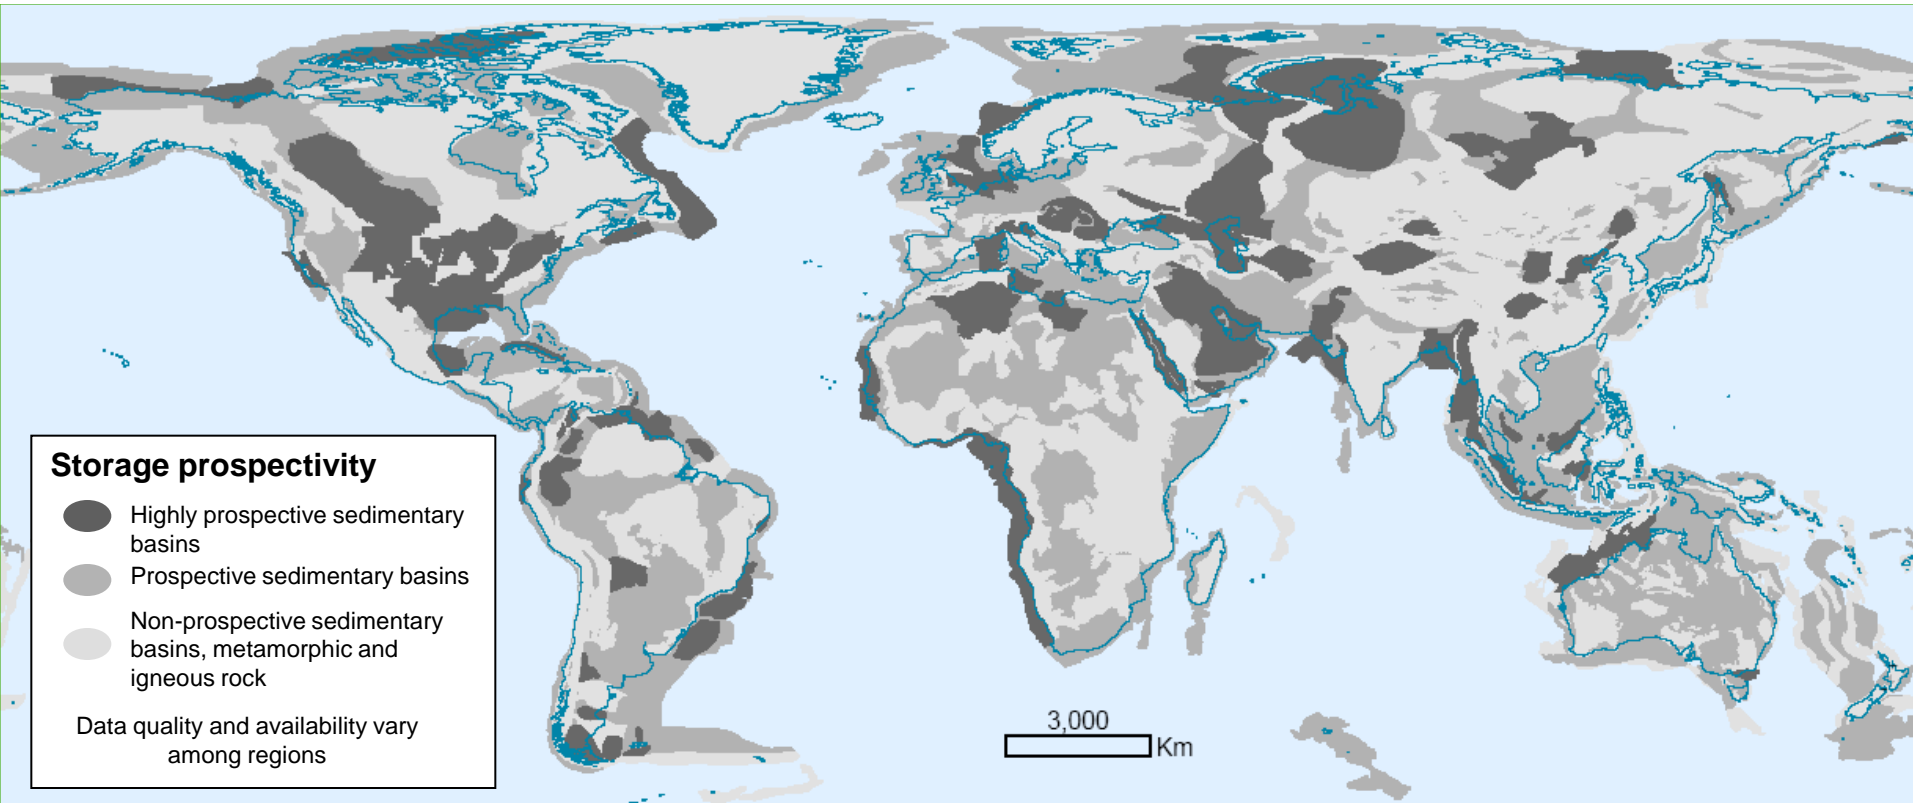 Storage prospectivity
Highly prospective sedimentary
basins
Prospective sedimentary basins
Non-prospective sedimentary
basins, metamorphic and
igneous rock
Data quality and availability vary
among regions
3,000
Km